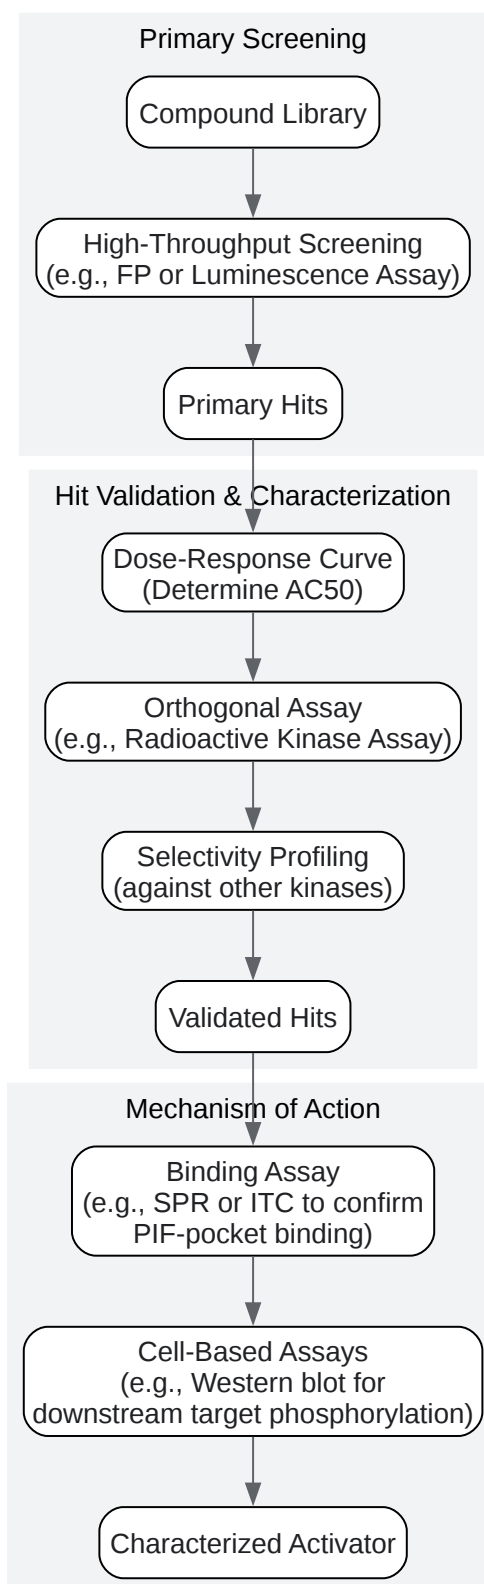 Primary Screening
Compound Library
High-Throughput Screening
(e.g., FP or Luminescence Assay)
Primary Hits
Hit Validation & Characterization
Dose-Response Curve
(Determine AC50)
Orthogonal Assay
(e.g., Radioactive Kinase Assay)
Selectivity Profiling
(against other kinases)
Validated Hits
Mechanism of Action
Binding Assay
(e.g., SPR or ITC to confirm
PIF-pocket binding)
Cell-Based Assays
(e.g., Western blot for
downstream target phosphorylation)
Characterized Activator